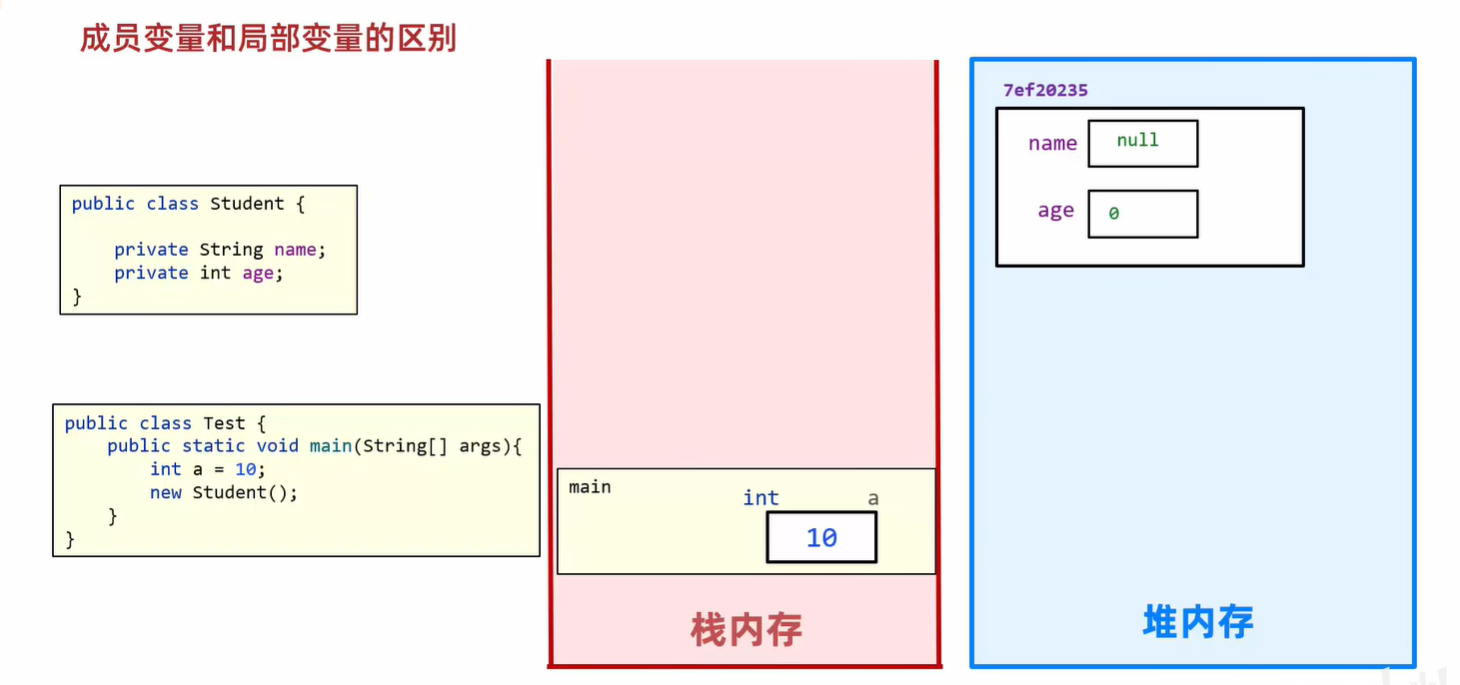 成员变量和局部变量的区别
public class Student {
private String name;
private int age;
}
public class Test {
public static void main(String[] args){
int a = 10;
new Student();
}
}
main
int a
10
栈内存
7ef20235
name null
age 0
堆内存